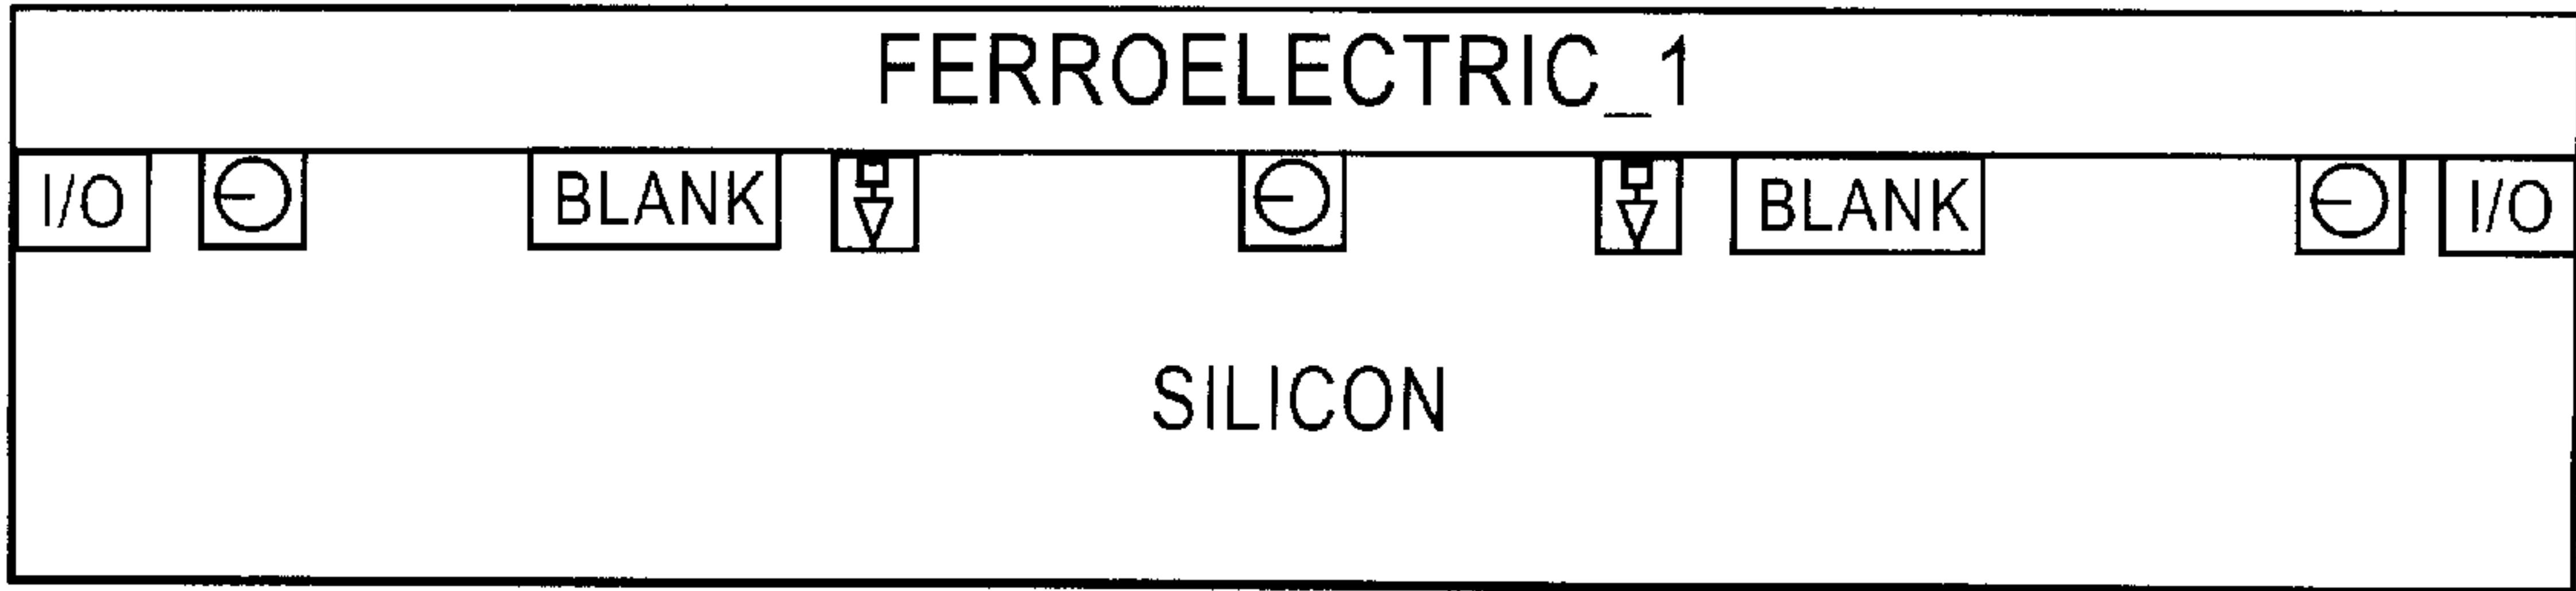 FERROELECTRIC_1
I/O BLANK BLANK I/O
SILICON